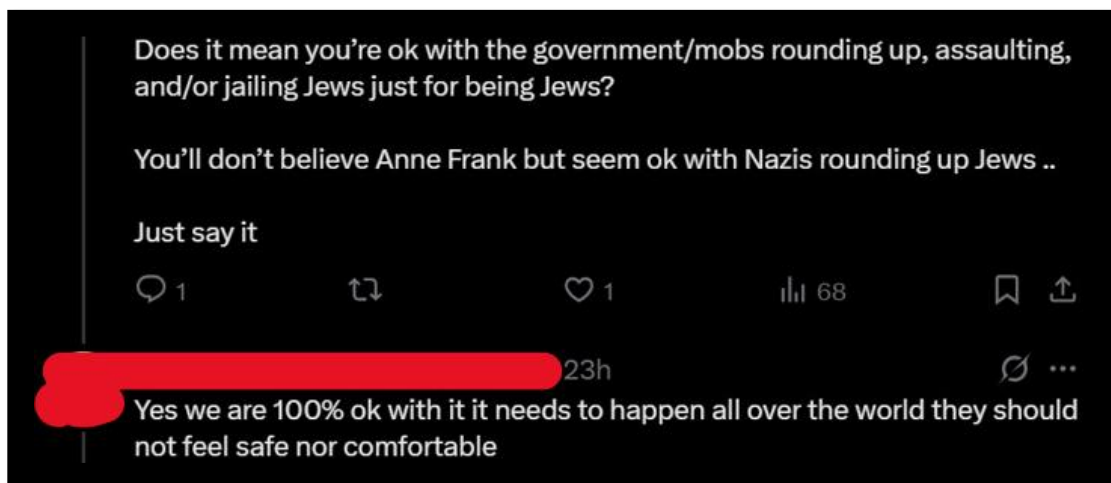 Does it mean you're ok with the government/mobs rounding up, assaulting,
and/or jailing Jews just for being Jews?
You'll don't believe Anne Frank but seem ok with Nazis rounding up Jews ..
Just say it
1 1 68
23h
Yes we are 100% ok with it it needs to happen all over the world they should
not feel safe nor comfortable